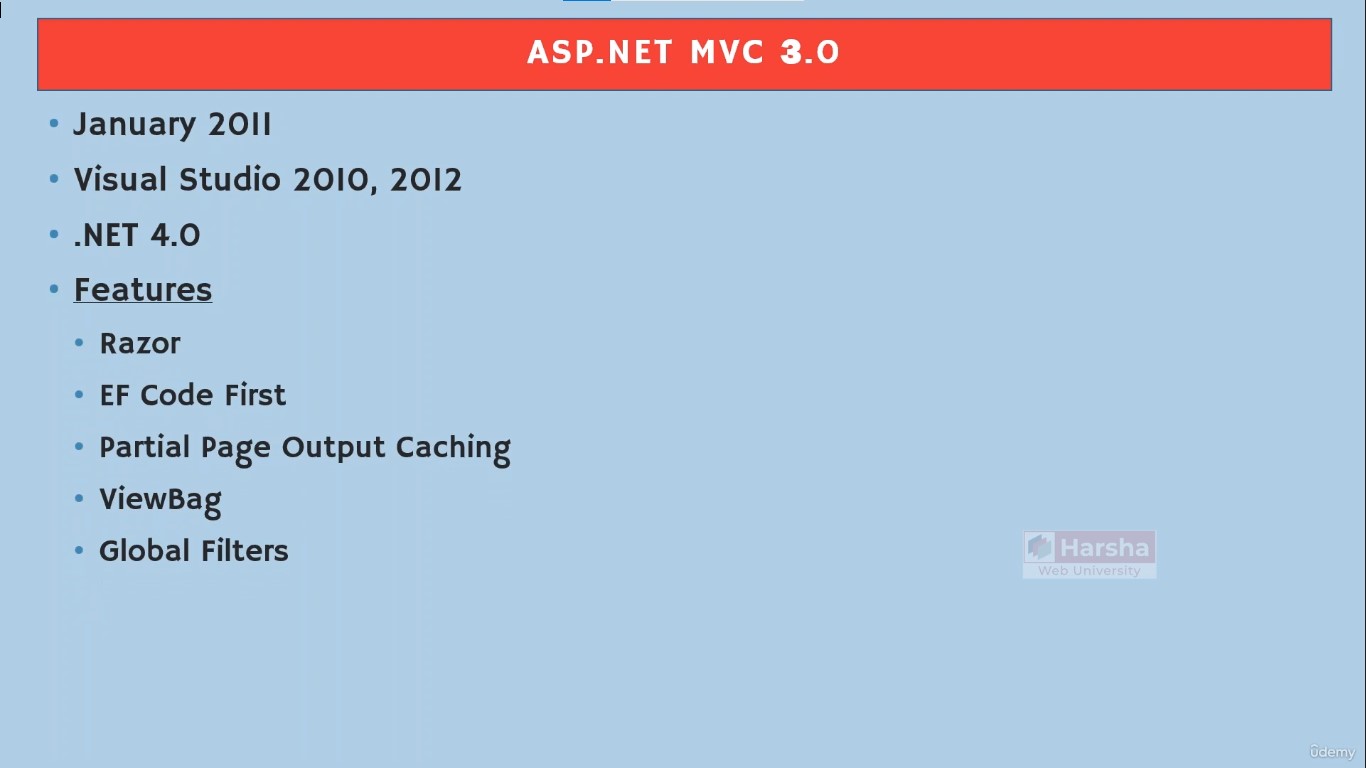 ASP.NET MVC 3.0
• January 2011
• Visual Studio 2010, 2012
• .NET 4.0
• Features
• Razor
• EF Code First
• Partial Page Output Caching
• ViewBag
• Global Filters
Harsha
Web University
ûdemy